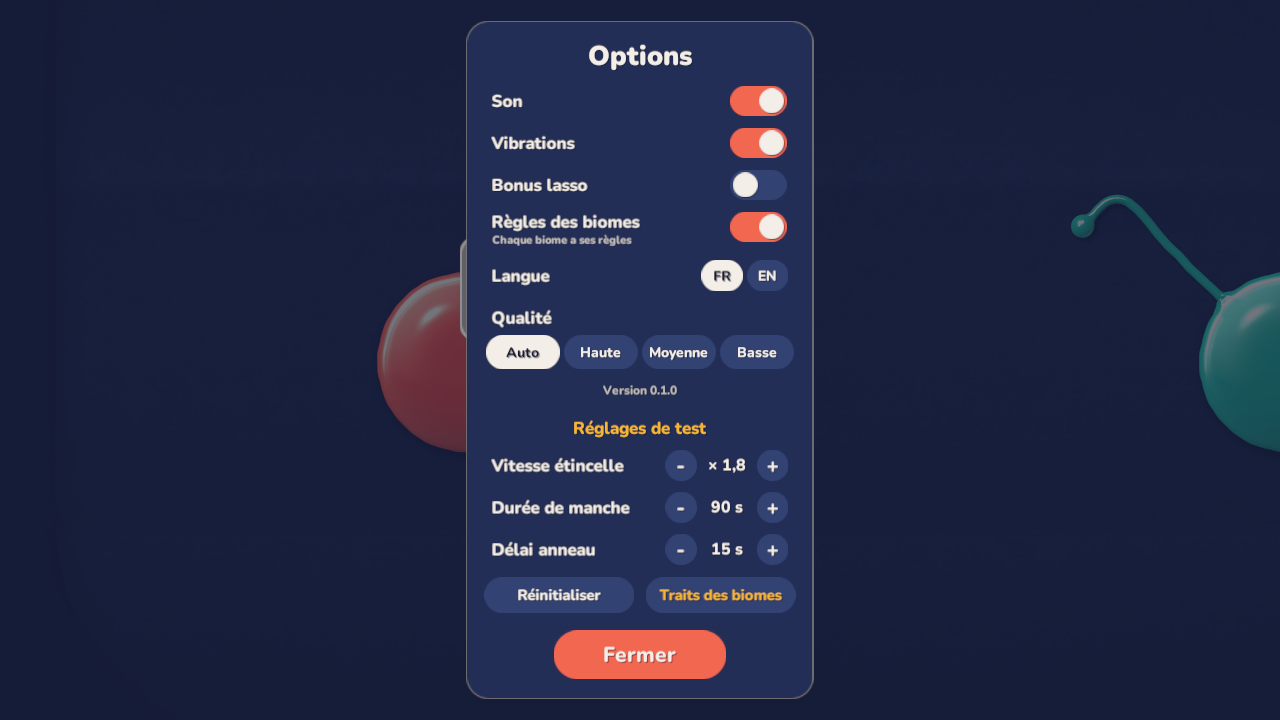 Options
Son
Vibrations
Bonus lasso
Règles des biomes
Chaque biome a ses règles
Langue FR EN
Qualité
Auto Haute Moyenne Basse
Version 0.1.0
Réglages de test
Vitesse étincelle - × 1,8 +
Durée de manche - 90 s +
Délai anneau - 15 s +
Réinitialiser Traits des biomes
Fermer